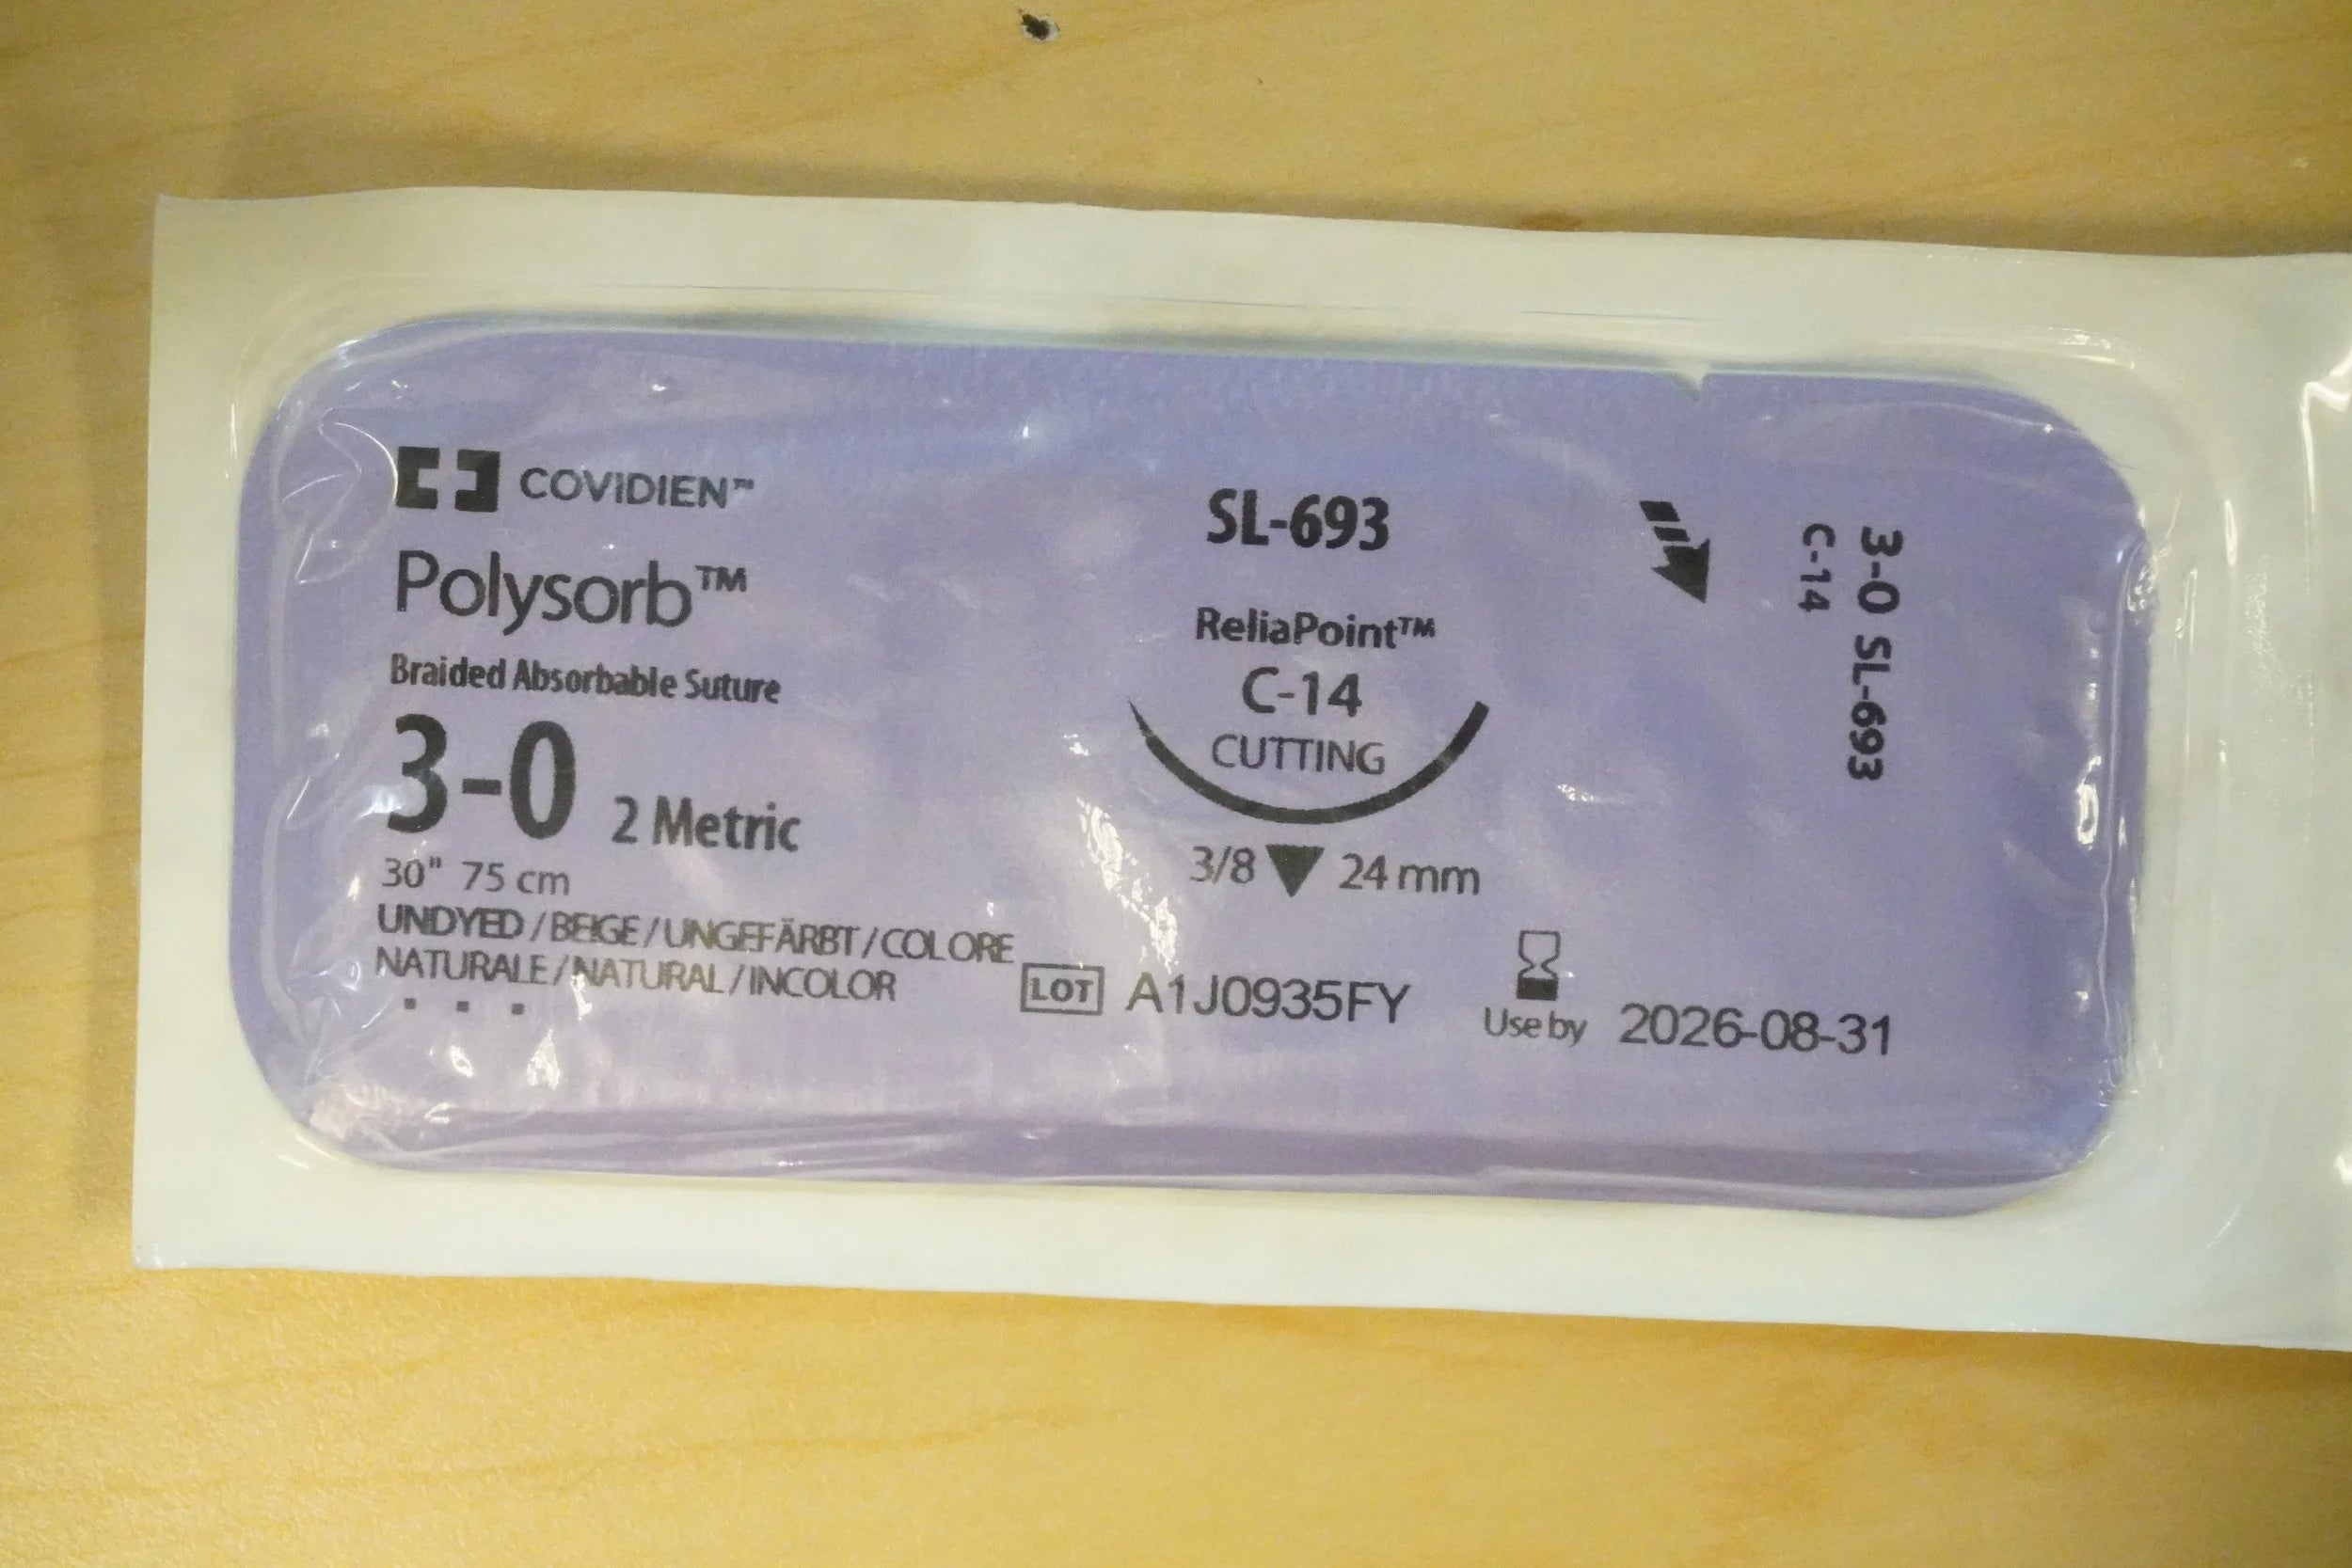 COVIDIEN™
Polysorb™
Braided Absorbable Suture
3-0 2 Metric
30" 75 cm
UNDYED / BEIGE / UNGEFÄRBT / COLORE
NATURALE / NATURAL / INCOLOR
SL-693
ReliaPoint™
C-14
CUTTING
3/8 24 mm
LOT A1J0935FY
Use by 2026-08-31
3-0 SL-693
C-14